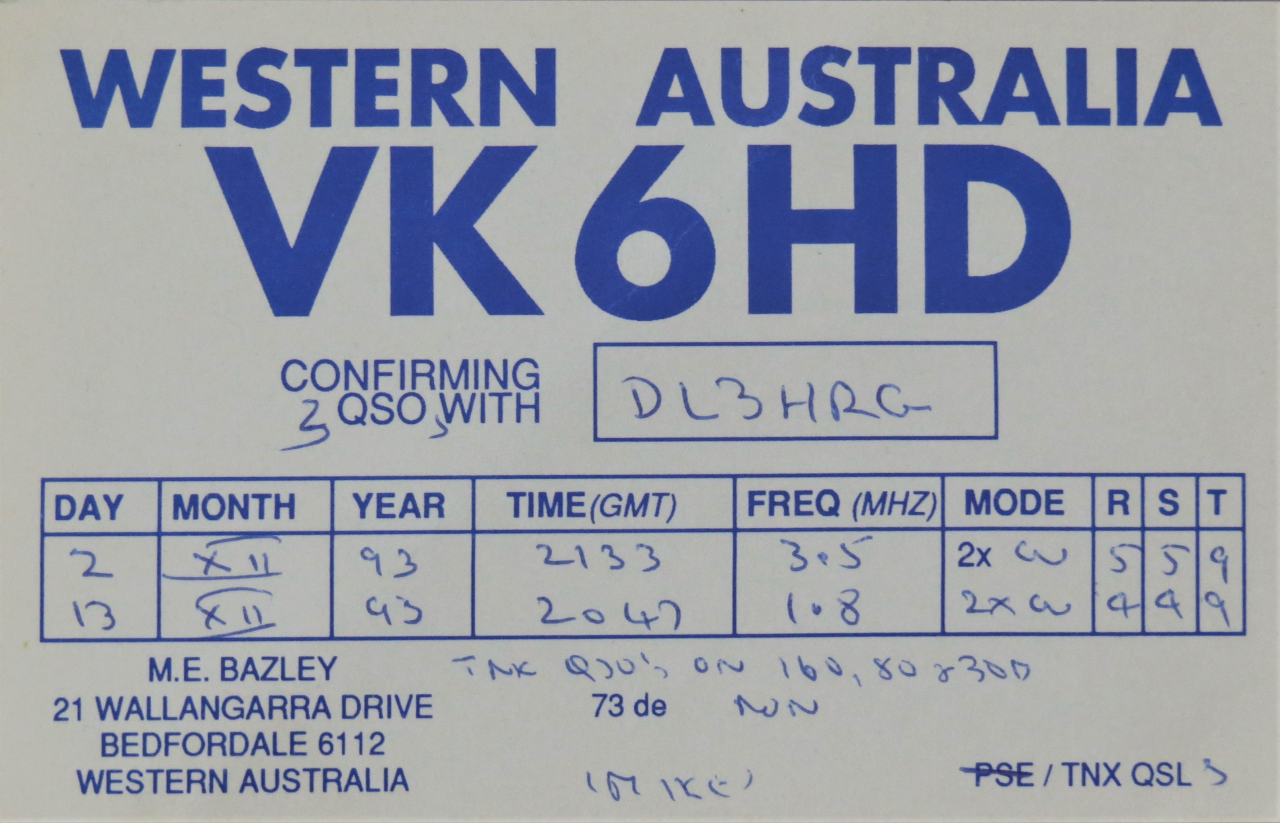 WESTERN AUSTRALIA
VK6HD
CONFIRMING
3 QSO's WITH
DL3HRG
DAY MONTH YEAR TIME (GMT) FREQ (MHZ) MODE R S T
2 XII 93 2133 3.5 2x CW 5 5 9
13 XII 93 2047 1.8 2x CW 4 4 9
M.E. BAZLEY TNX QSO's ON 160, 80 & 30
21 WALLANGARRA DRIVE 73 de
BEDFORDALE 6112
WESTERN AUSTRALIA 'MIKE' PSE / TNX QSLs